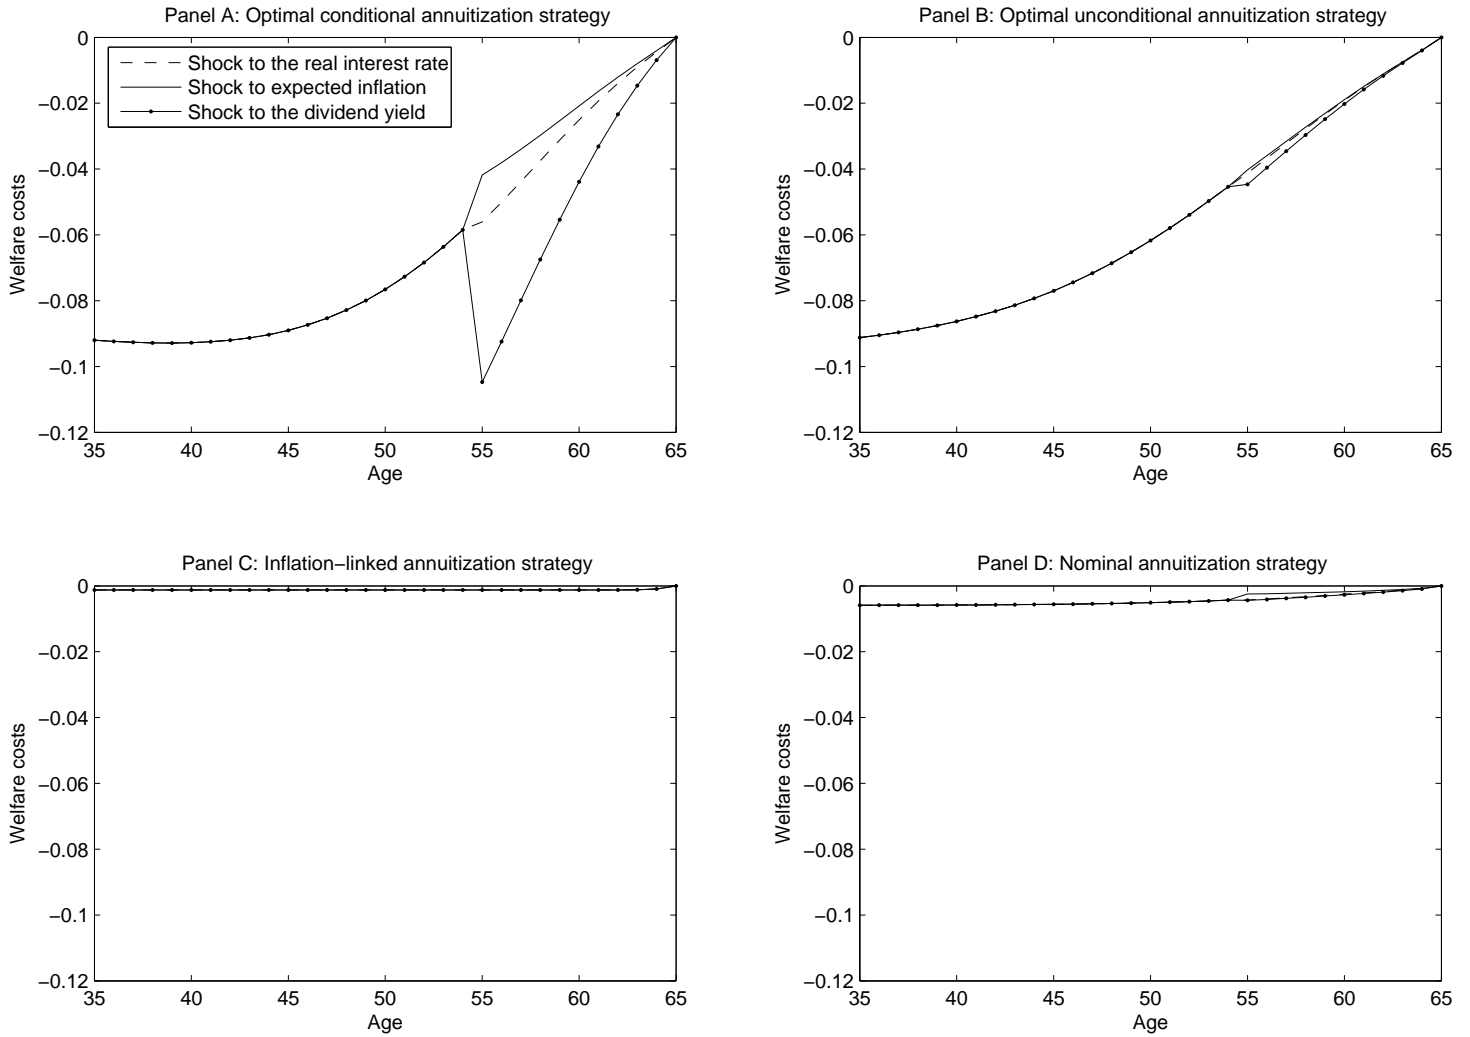 Panel A: Optimal conditional annuitization strategy
0
−0.02
−0.04
−0.06
−0.08
−0.1
−0.12
Welfare costs
Shock to the real interest rate
Shock to expected inflation
Shock to the dividend yield
35 40 45 50 55 60 65
Age
Panel B: Optimal unconditional annuitization strategy
0
−0.02
−0.04
−0.06
−0.08
−0.1
−0.12
Welfare costs
35 40 45 50 55 60 65
Age
Panel C: Inflation−linked annuitization strategy
0
−0.02
−0.04
−0.06
−0.08
−0.1
−0.12
Welfare costs
35 40 45 50 55 60 65
Age
Panel D: Nominal annuitization strategy
0
−0.02
−0.04
−0.06
−0.08
−0.1
−0.12
Welfare costs
35 40 45 50 55 60 65
Age